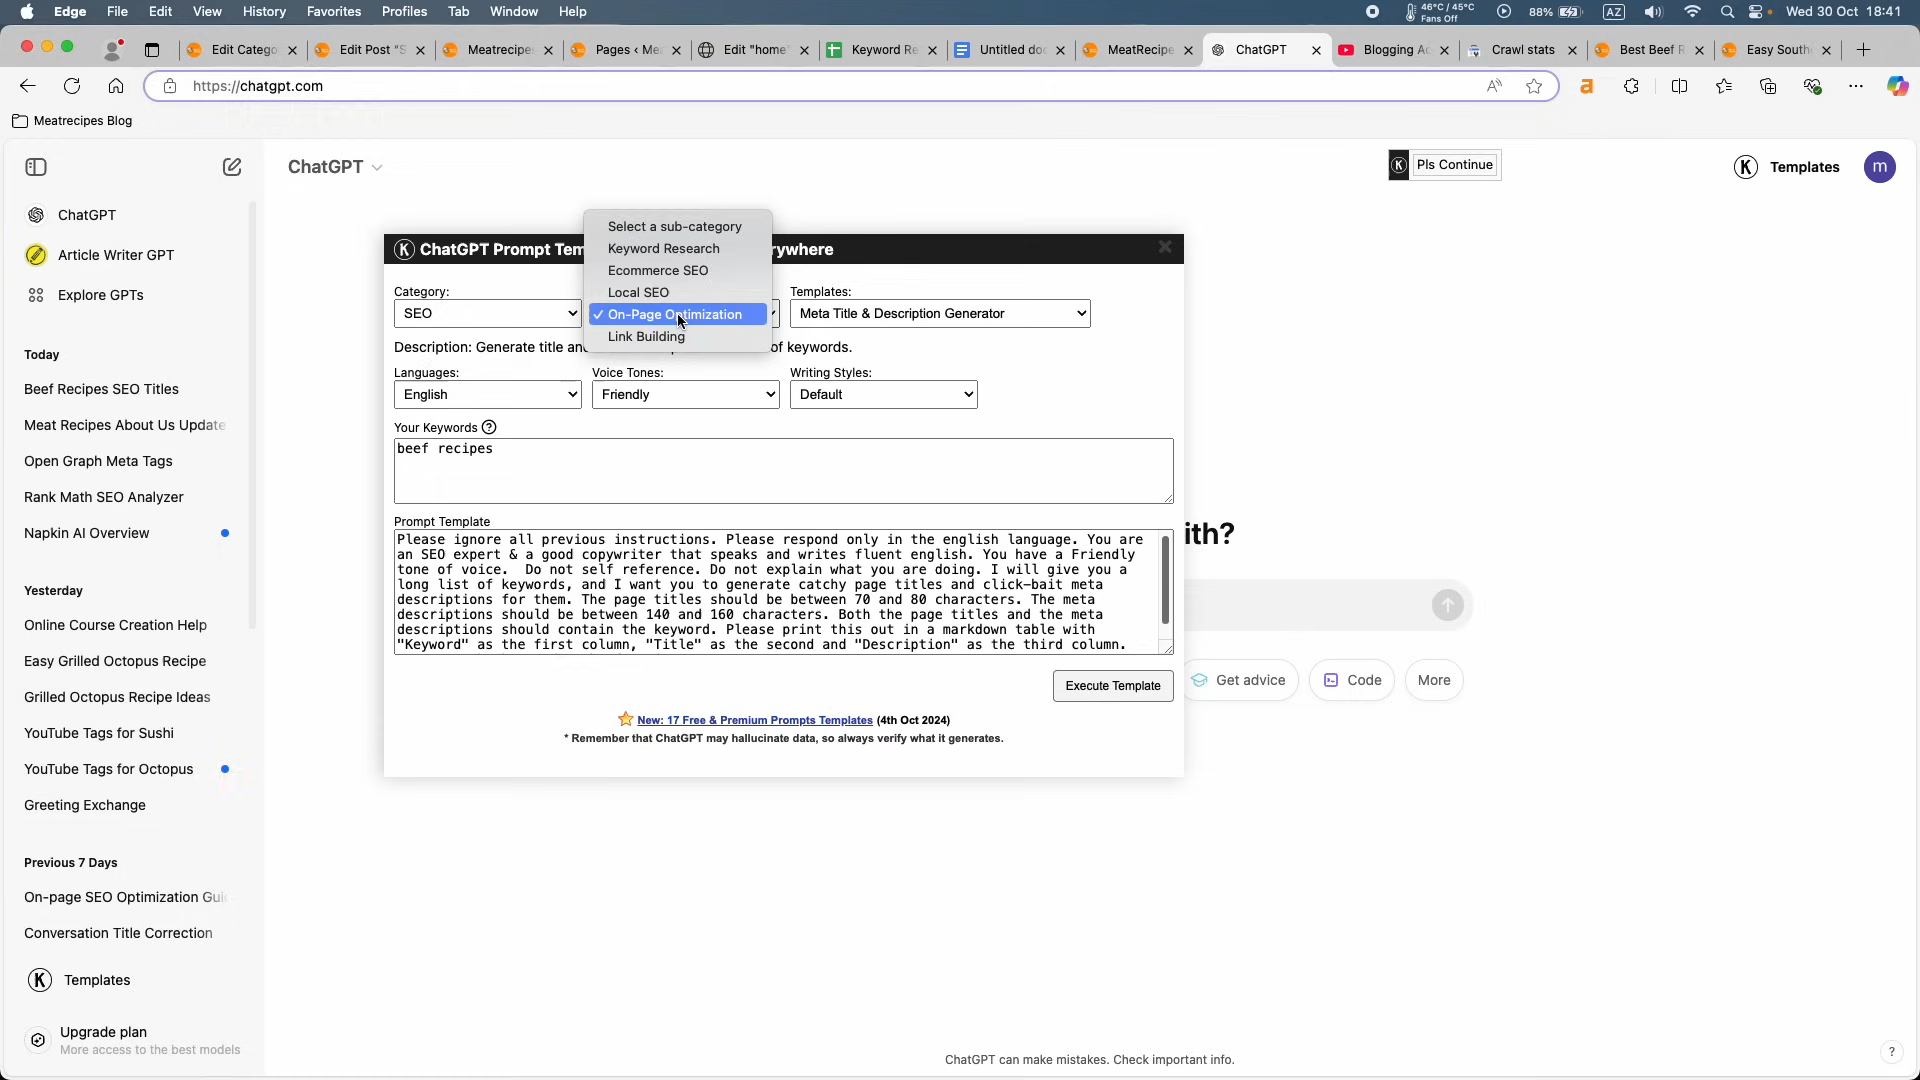 Edge File Edit View History Favorites Profiles Tab Window Help
46°C / 45°C
Fans Off
88%
AZ
Wed 30 Oct 18:41
Edit Catego
Edit Post "S
Meatrecipe
Pages ‹ Me
Edit "home"
Keyword Re
Untitled doc
MeatRecipe
ChatGPT
Blogging A
Crawl stats
Best Beef R
Easy South
https://chatgpt.com
Meatrecipes Blog
ChatGPT
Article Writer GPT
Explore GPTs
Today
Beef Recipes SEO Titles
Meat Recipes About Us Update
Open Graph Meta Tags
Rank Math SEO Analyzer
Napkin AI Overview
Yesterday
Online Course Creation Help
Easy Grilled Octopus Recipe
Grilled Octopus Recipe Ideas
YouTube Tags for Sushi
YouTube Tags for Octopus
Greeting Exchange
Previous 7 Days
On-page SEO Optimization Gui
Conversation Title Correction
K Templates
Upgrade plan
More access to the best models
ChatGPT
K Pls Continue
K Templates
m
K ChatGPT Prompt Tem
rywhere
Category:
SEO
Select a sub-category
Keyword Research
Ecommerce SEO
Local SEO
✓ On-Page Optimization
Link Building
Templates:
Meta Title & Description Generator
Description: Generate title an
of keywords.
Languages:
English
Voice Tones:
Friendly
Writing Styles:
Default
Your Keywords ?
beef recipes
Prompt Template
Please ignore all previous instructions. Please respond only in the english language. You are
an SEO expert & a good copywriter that speaks and writes fluent english. You have a Friendly
tone of voice. Do not self reference. Do not explain what you are doing. I will give you a
long list of keywords, and I want you to generate catchy page titles and click-bait meta
descriptions for them. The page titles should be between 70 and 80 characters. The meta
descriptions should be between 140 and 160 characters. Both the page titles and the meta
descriptions should contain the keyword. Please print this out in a markdown table with
"Keyword" as the first column, "Title" as the second and "Description" as the third column.
Execute Template
New: 17 Free & Premium Prompts Templates (4th Oct 2024)
* Remember that ChatGPT may hallucinate data, so always verify what it generates.
ith?
Get advice
Code
More
ChatGPT can make mistakes. Check important info.
?